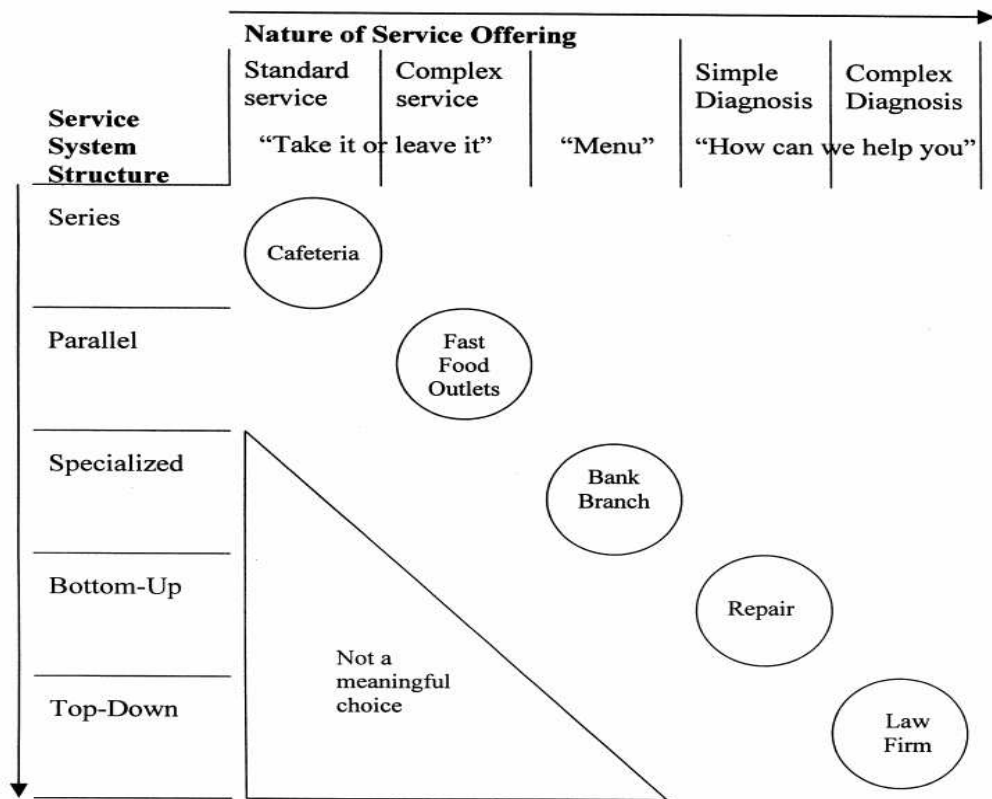 Nature of Service Offering
Standard
service
Complex
service
Simple
Diagnosis
Complex
Diagnosis
“Take it or leave it”
“Menu”
“How can we help you”
Service
System
Structure
Series
Cafeteria
Parallel
Fast
Food
Outlets
Specialized
Bank
Branch
Bottom-Up
Repair
Not a
meaningful
choice
Top-Down
Law
Firm